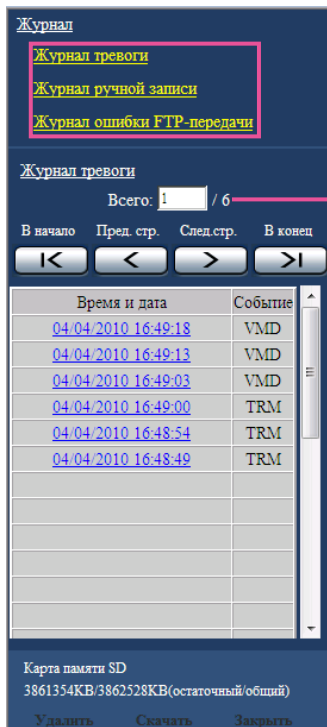 Журнал
Журнал тревоги
Журнал ручной записи
Журнал ошибки FTP-передачи
Журнал тревоги
Всего: 1 / 6
В начало Пред. стр. След.стр. В конец
Время и дата Событие
04/04/2010 16:49:18 VMD
04/04/2010 16:49:13 VMD
04/04/2010 16:49:03 VMD
04/04/2010 16:49:00 TRM
04/04/2010 16:48:54 TRM
04/04/2010 16:48:49 TRM
Карта памяти SD
3861354KB/3862528KB(остаточный/общий)
Удалить Скачать Закрыть